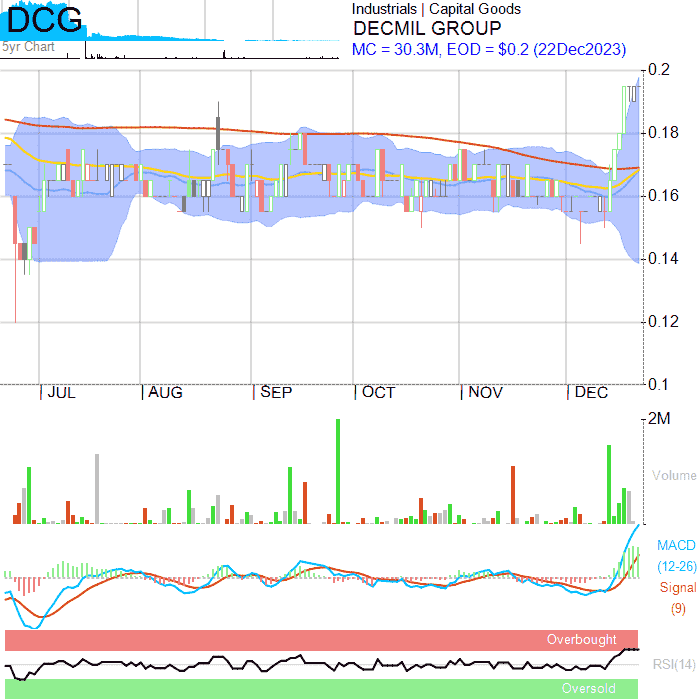 DCG
5yr Chart
Industrials | Capital Goods
DECMIL GROUP
MC = 30.3M, EOD = $0.2 (22Dec2023)
0.2
0.18
0.16
0.14
0.12
0.1
JUL AUG SEP OCT NOV DEC
2M
Volume
MACD
(12-26)
Signal
(9)
Overbought
RSI(14)
Oversold